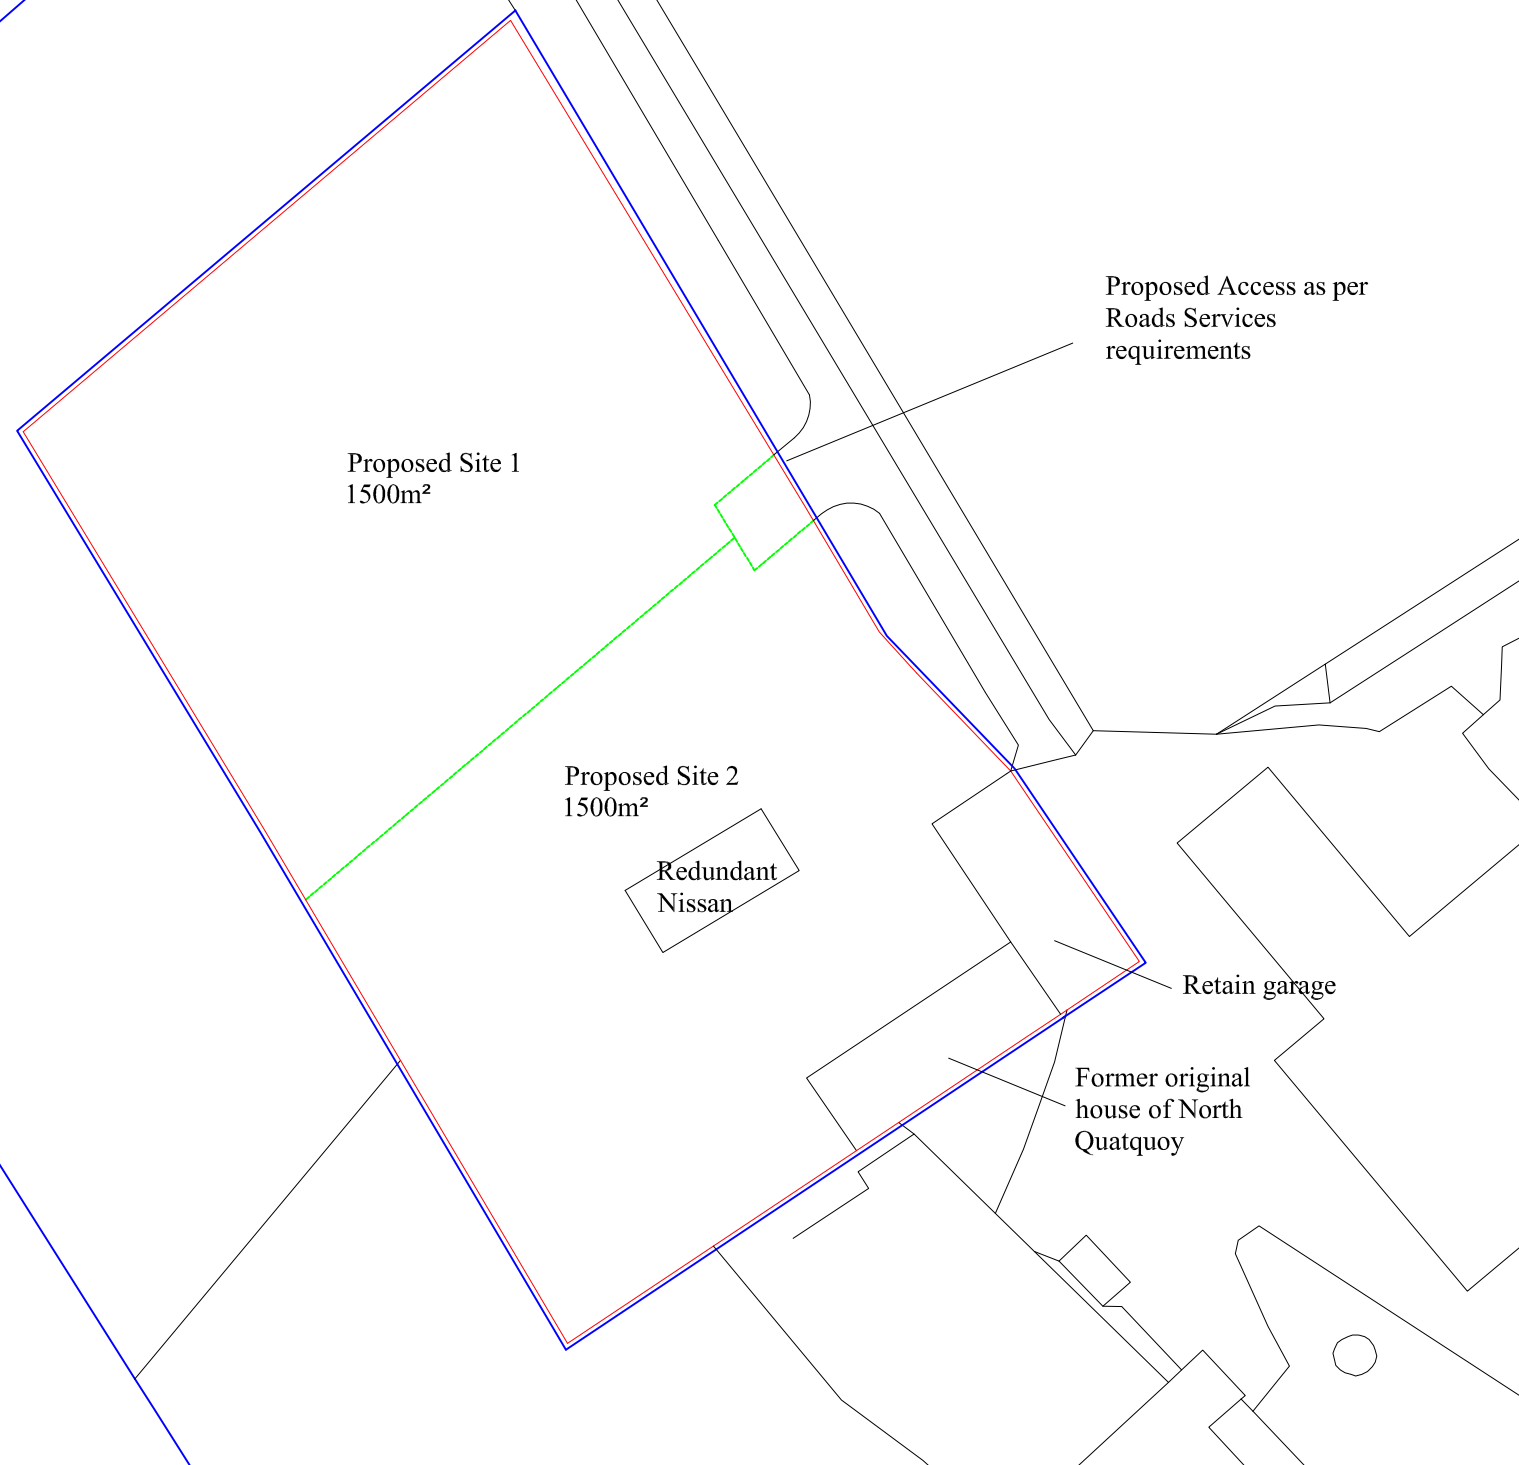 Proposed Access as per
Roads Services
requirements
Proposed Site 1
1500m²
Proposed Site 2
1500m²
Redundant
Nissan
Retain garage
Former original
house of North
Quatquoy